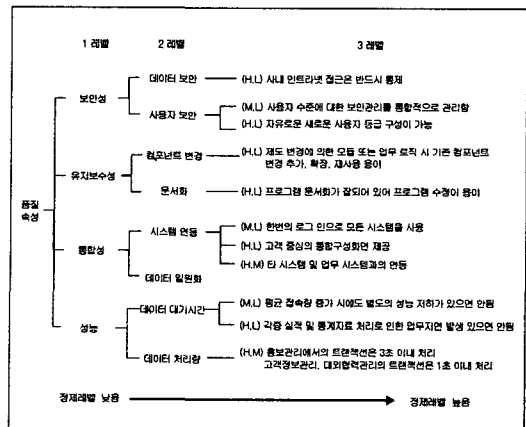 1 레벨 2 레벨 3 레벨
품질
속성
보안성
데이터 보안
(H,L) 사내 인트라넷 접근은 반드시 통제
사용자 보안
(M,L) 사용자 수준에 대한 보안관리를 통합적으로 관리함
(H,L) 자유로운 새로운 사용자 등급 구성이 가능
유지보수성
컴포넌트 변경
(H,L) 제도 변경에 의한 모듈 또는 업무 로직 시 기존 컴포넌트
변경 추가, 확장, 재사용 용이
문서화
(H,L) 프로그램 문서화가 잘되어 있어 프로그램 수정이 용이
통합성
시스템 연동
(M,L) 한번의 로그 인으로 모든 시스템을 사용
(H,L) 고객 중심의 통합구성화면 제공
(H,M) 타 시스템 및 업무 시스템과의 연동
데이터 일원화
성능
데이터 대기시간
(M,L) 평균 접속량 증가 시에도 별도의 성능 저하가 있으면 안됨
(H,L) 각종 실적 및 통계자료 처리로 인한 업무지연 발생 있으면 안됨
데이터 처리량
(H,M) 홍보관리에서의 트랜잭션은 3초 이내 처리
고객정보관리, 대외협력관리의 트랜잭션은 1초 이내 처리
정제레벨 낮음 정제레벨 높음